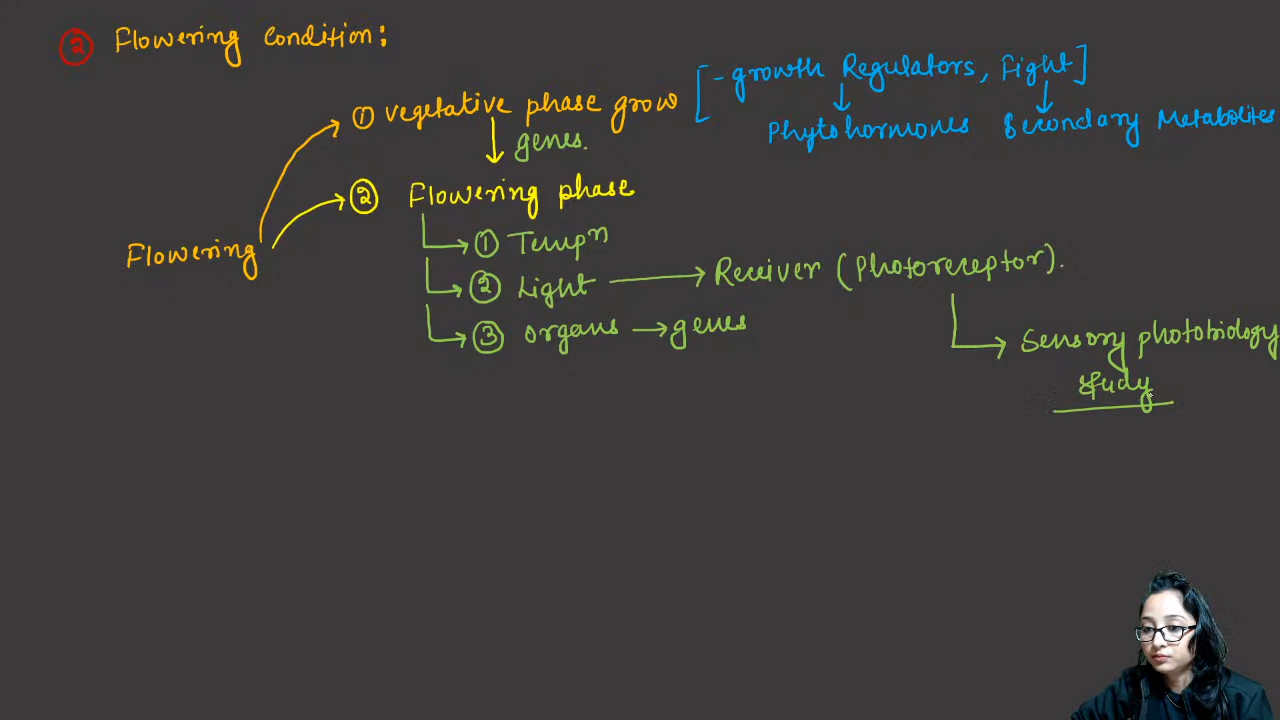 ② Flowering Condition:
① vegetative phase grow [- growth Regulators, Fight]
↓ genes. Phytohormones Secondary Metabolites
② Flowering phase
Flowering
① Tempⁿ
② Light → Receiver (Photoreceptor).
③ organs → genes
Sensory photobiology
study